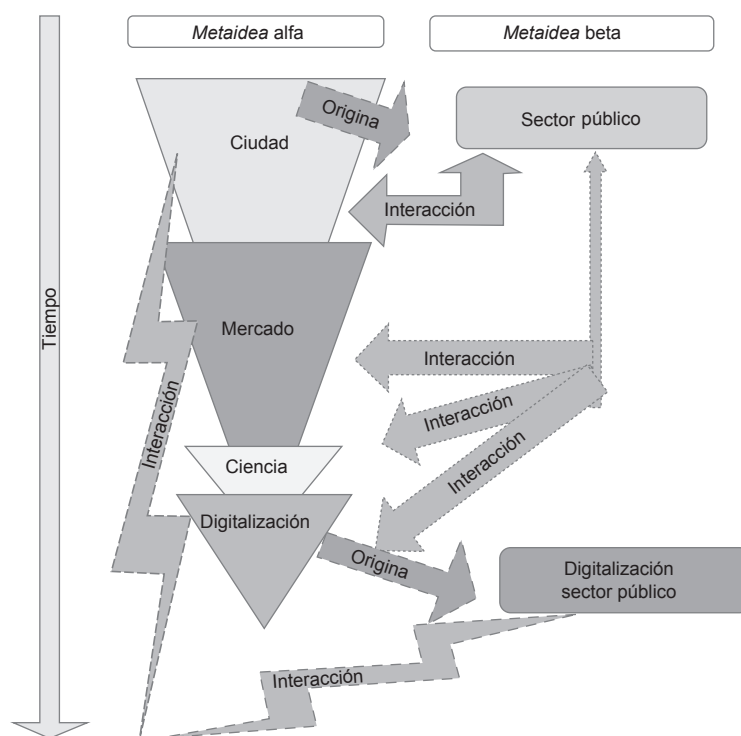 Metaidea alfa
Metaidea beta
Origina
Sector público
Ciudad
Interacción
Tiempo
Mercado
Interacción
Interacción
Interacción
Interacción
Ciencia
Digitalización
Origina
Digitalización
sector público
Interacción